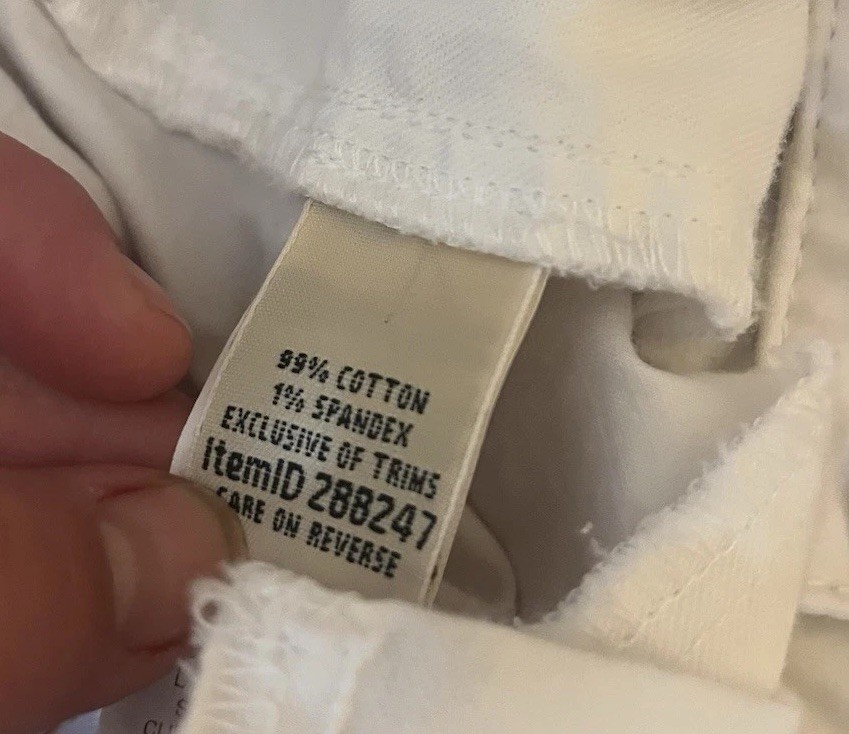 99% COTTON
1% SPANDEX
EXCLUSIVE OF TRIMS
ItemID 288247
CARE ON REVERSE